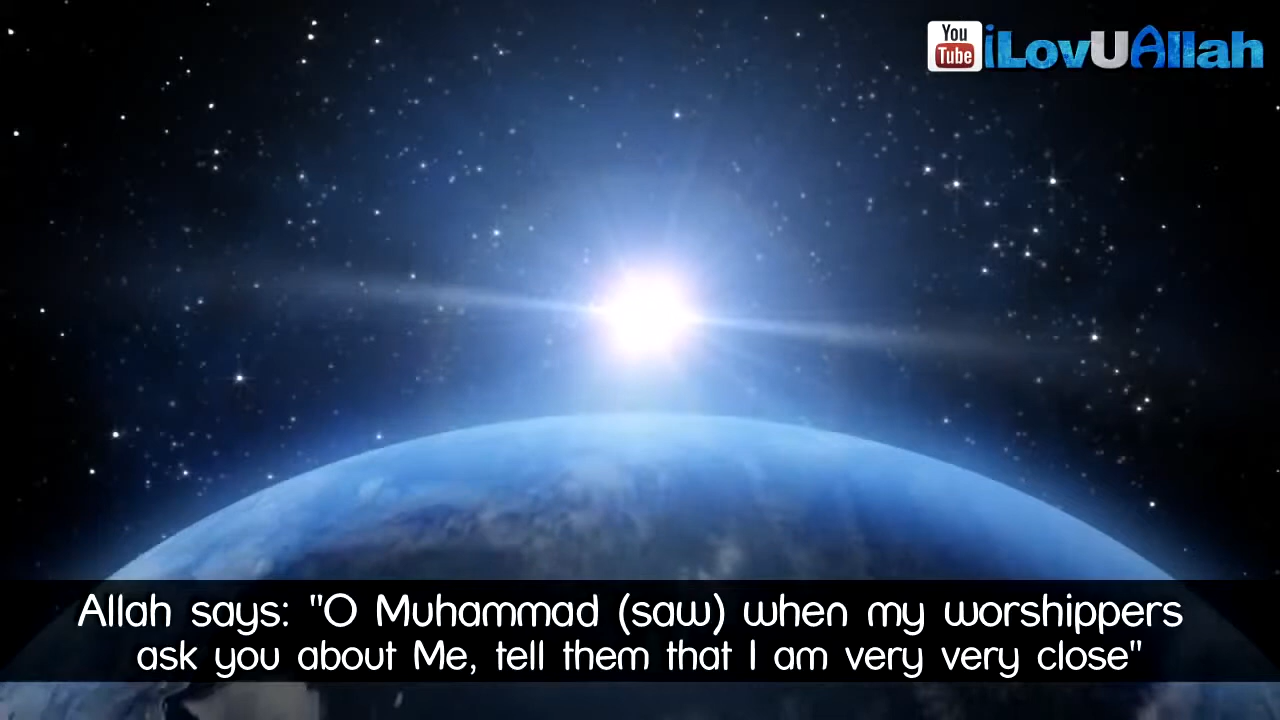 You
Tube
iLovUAllah
Allah says: "O Muhammad (saw) when my worshippers
ask you about Me, tell them that I am very very close"